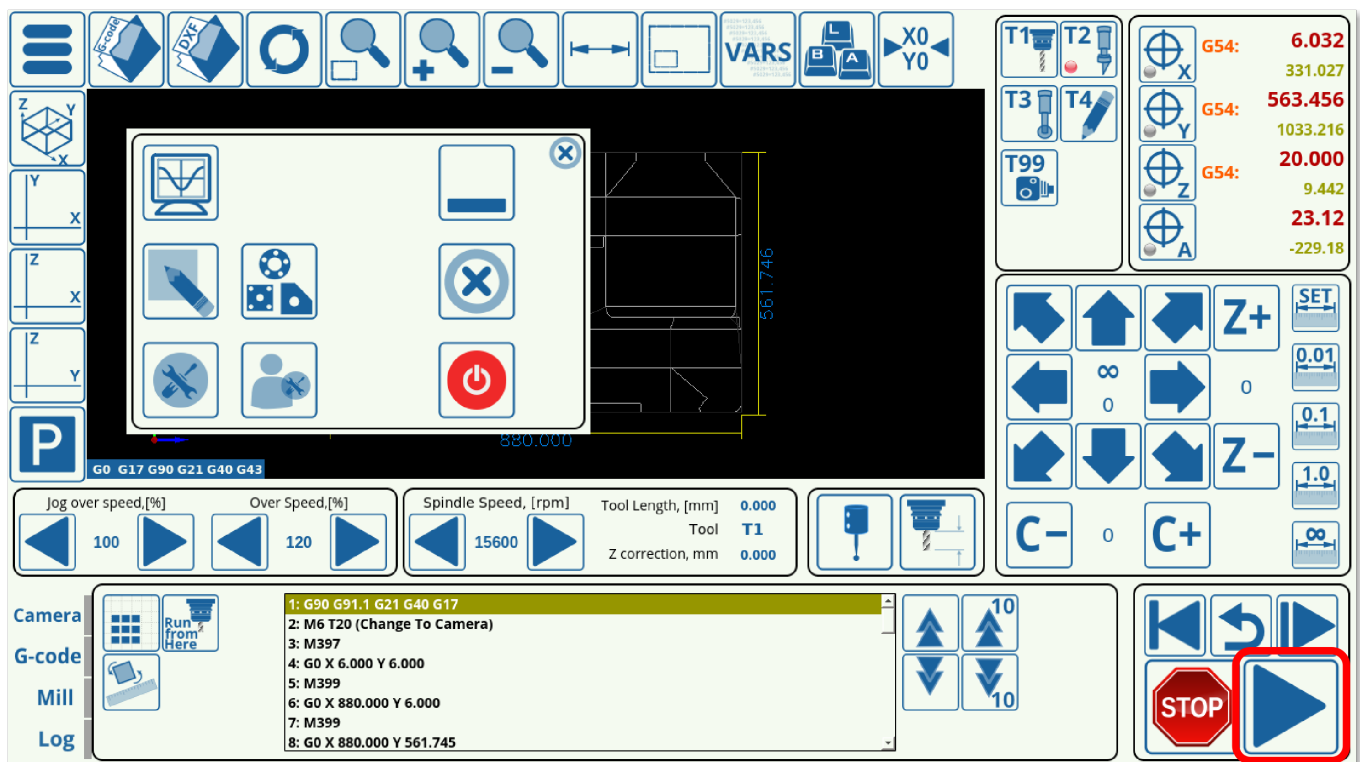 G-code
DXF
VARS
L
B
A
X0
Y0
T1
T2
T3
T4
T99
X
G54:
6.032
331.027
Y
G54:
563.456
1033.216
Z
G54:
20.000
9.442
A
23.12
-229.18
Z
Y
X
Y
X
Z
X
Z
Y
P
561.746
880.000
G0 G17 G90 G21 G40 G43
Z+
SET
∞
0
0
0.01
0.1
Z−
1.0
C−
0
C+
∞
Jog over speed,[%]
100
Over Speed,[%]
120
Spindle Speed, [rpm]
15600
Tool Length, [mm]
0.000
Tool
T1
Z correction, mm
0.000
Camera
G-code
Mill
Log
Run
from
Here
1: G90 G91.1 G21 G40 G17
2: M6 T20 (Change To Camera)
3: M397
4: G0 X 6.000 Y 6.000
5: M399
6: G0 X 880.000 Y 6.000
7: M399
8: G0 X 880.000 Y 561.745
10
10
STOP